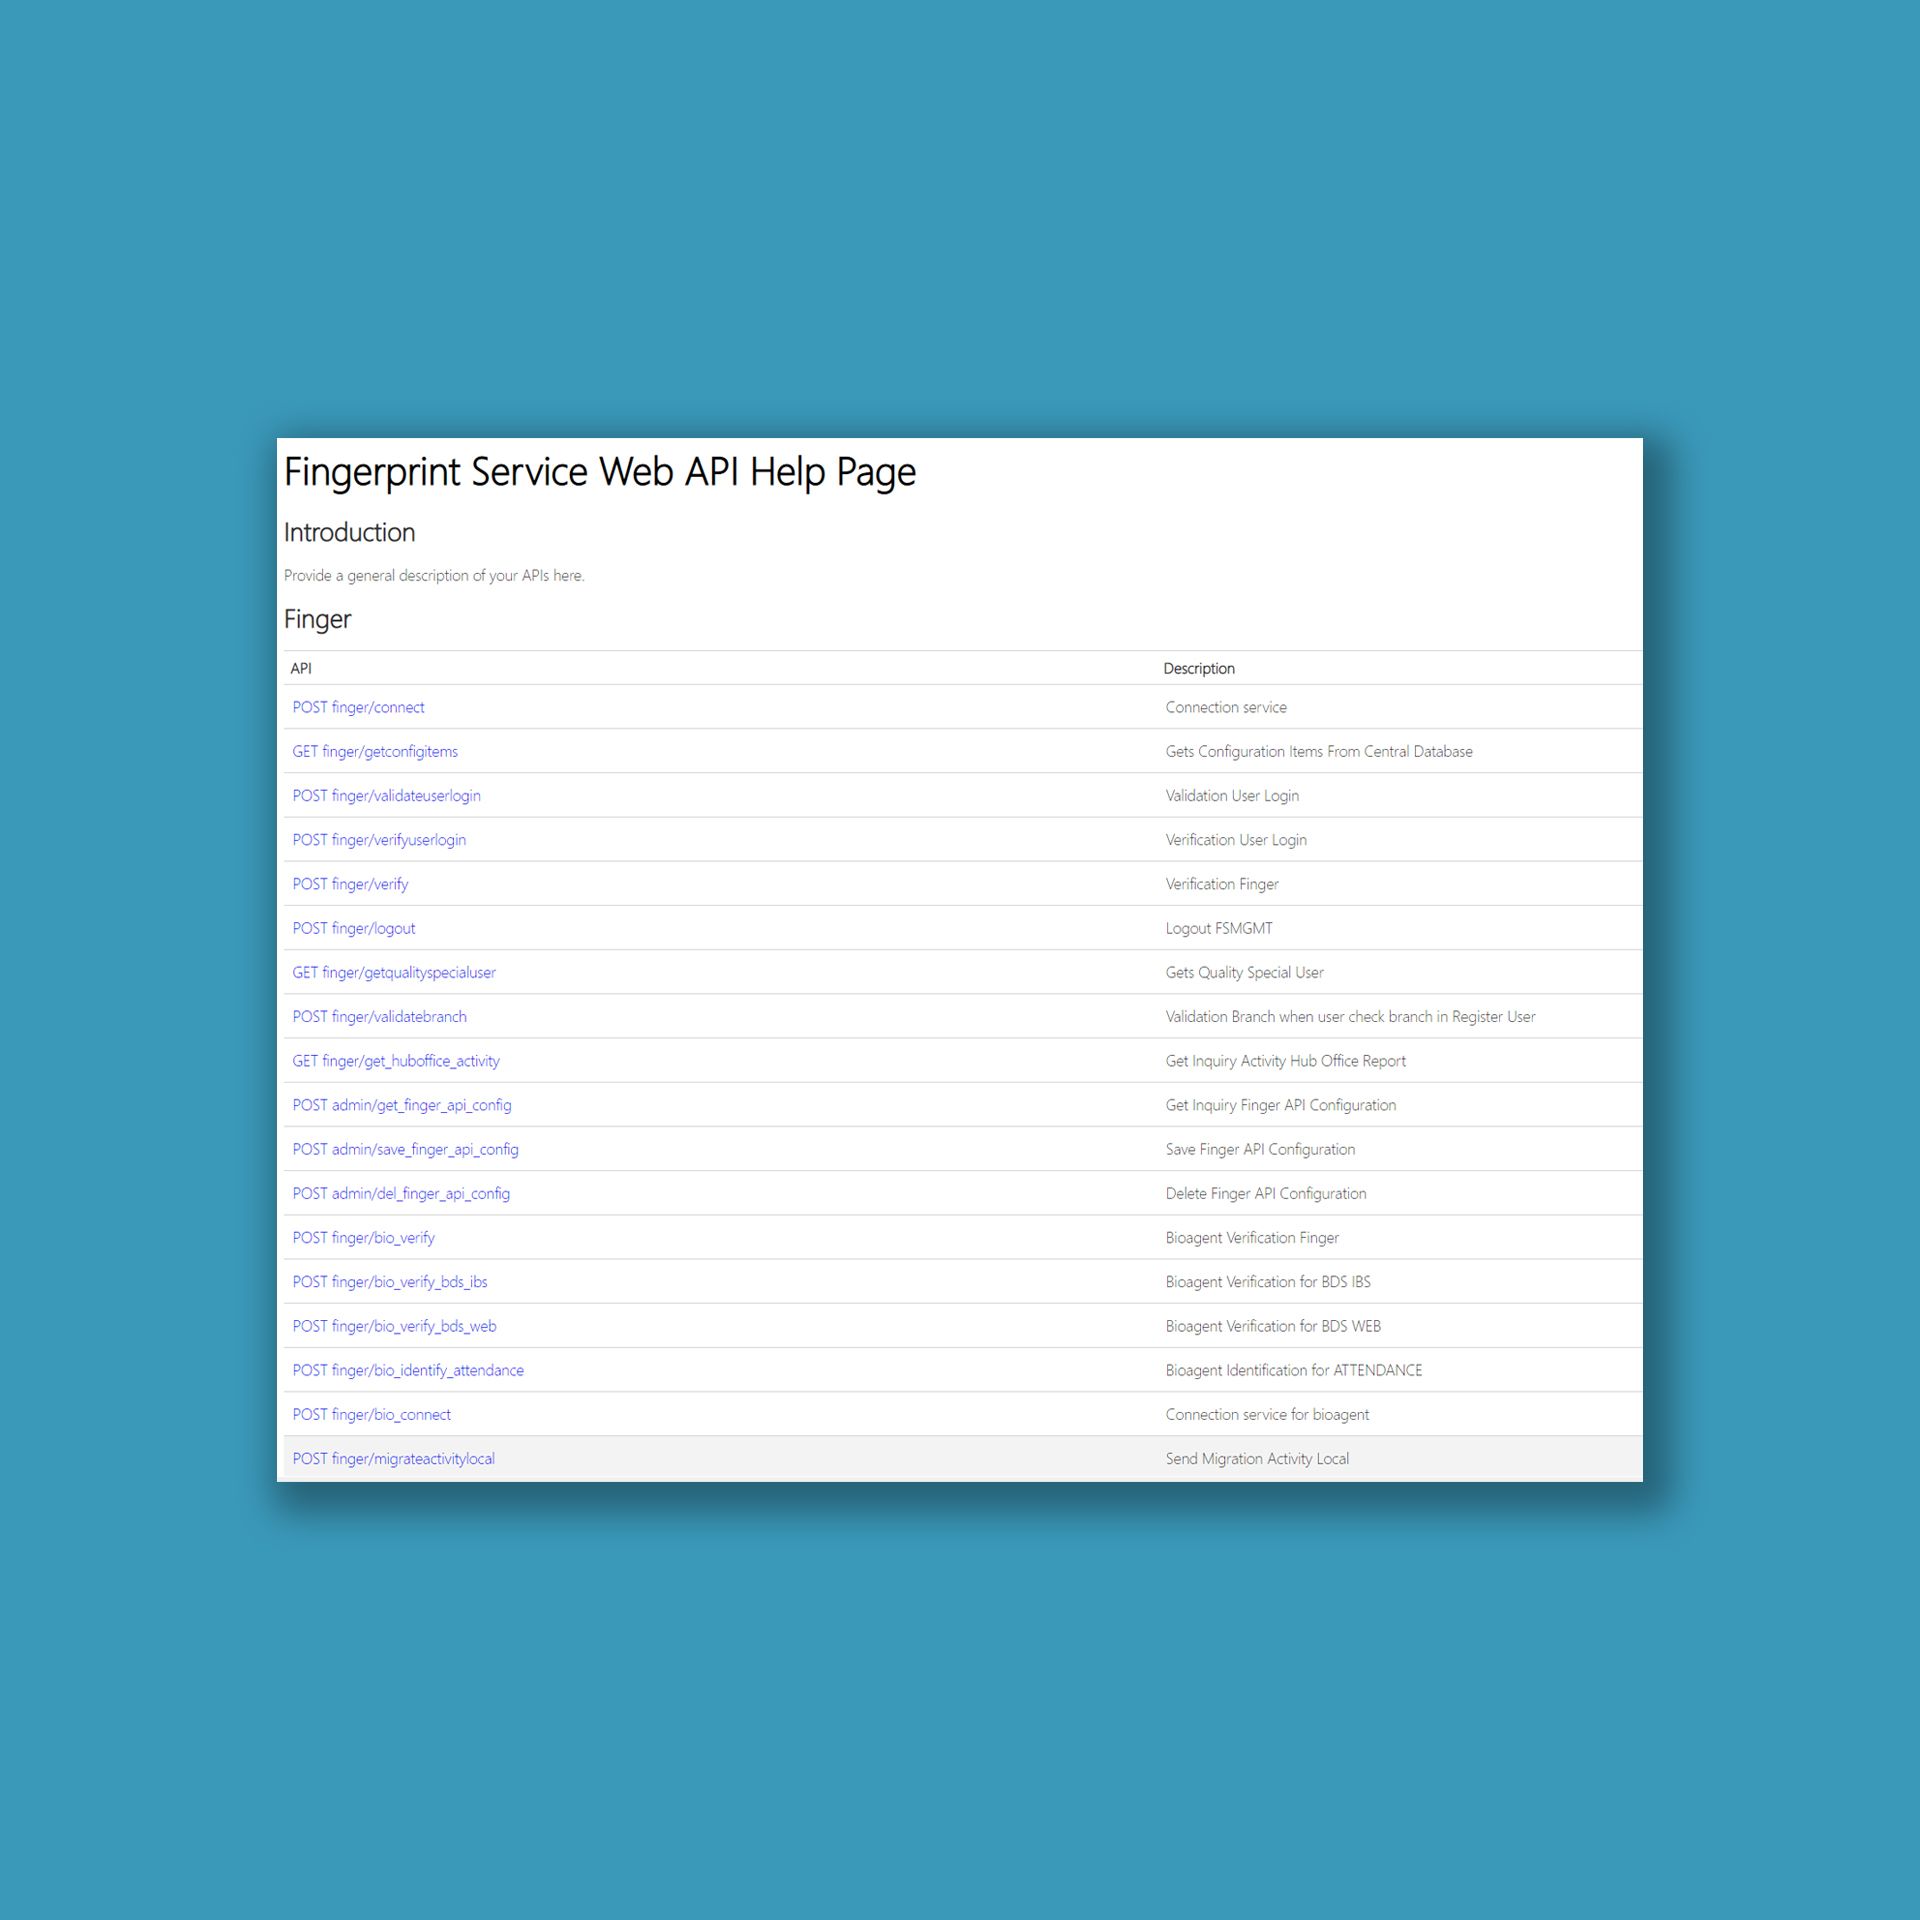 Fingerprint Service Web API Help Page
Introduction
Provide a general description of your APIs here.
Finger
API Description
POST finger/connect Connection service
GET finger/getconfigitems Gets Configuration Items From Central Database
POST finger/validateuserlogin Validation User Login
POST finger/verifyuserlogin Verification User Login
POST finger/verify Verification Finger
POST finger/logout Logout FSMGMT
GET finger/getqualityspecialuser Gets Quality Special User
POST finger/validatebranch Validation Branch when user check branch in Register User
GET finger/get_huboffice_activity Get Inquiry Activity Hub Office Report
POST admin/get_finger_api_config Get Inquiry Finger API Configuration
POST admin/save_finger_api_config Save Finger API Configuration
POST admin/del_finger_api_config Delete Finger API Configuration
POST finger/bio_verify Bioagent Verification Finger
POST finger/bio_verify_bds_ibs Bioagent Verification for BDS IBS
POST finger/bio_verify_bds_web Bioagent Verification for BDS WEB
POST finger/bio_identify_attendance Bioagent Identification for ATTENDANCE
POST finger/bio_connect Connection service for bioagent
POST finger/migrateactivitylocal Send Migration Activity Local